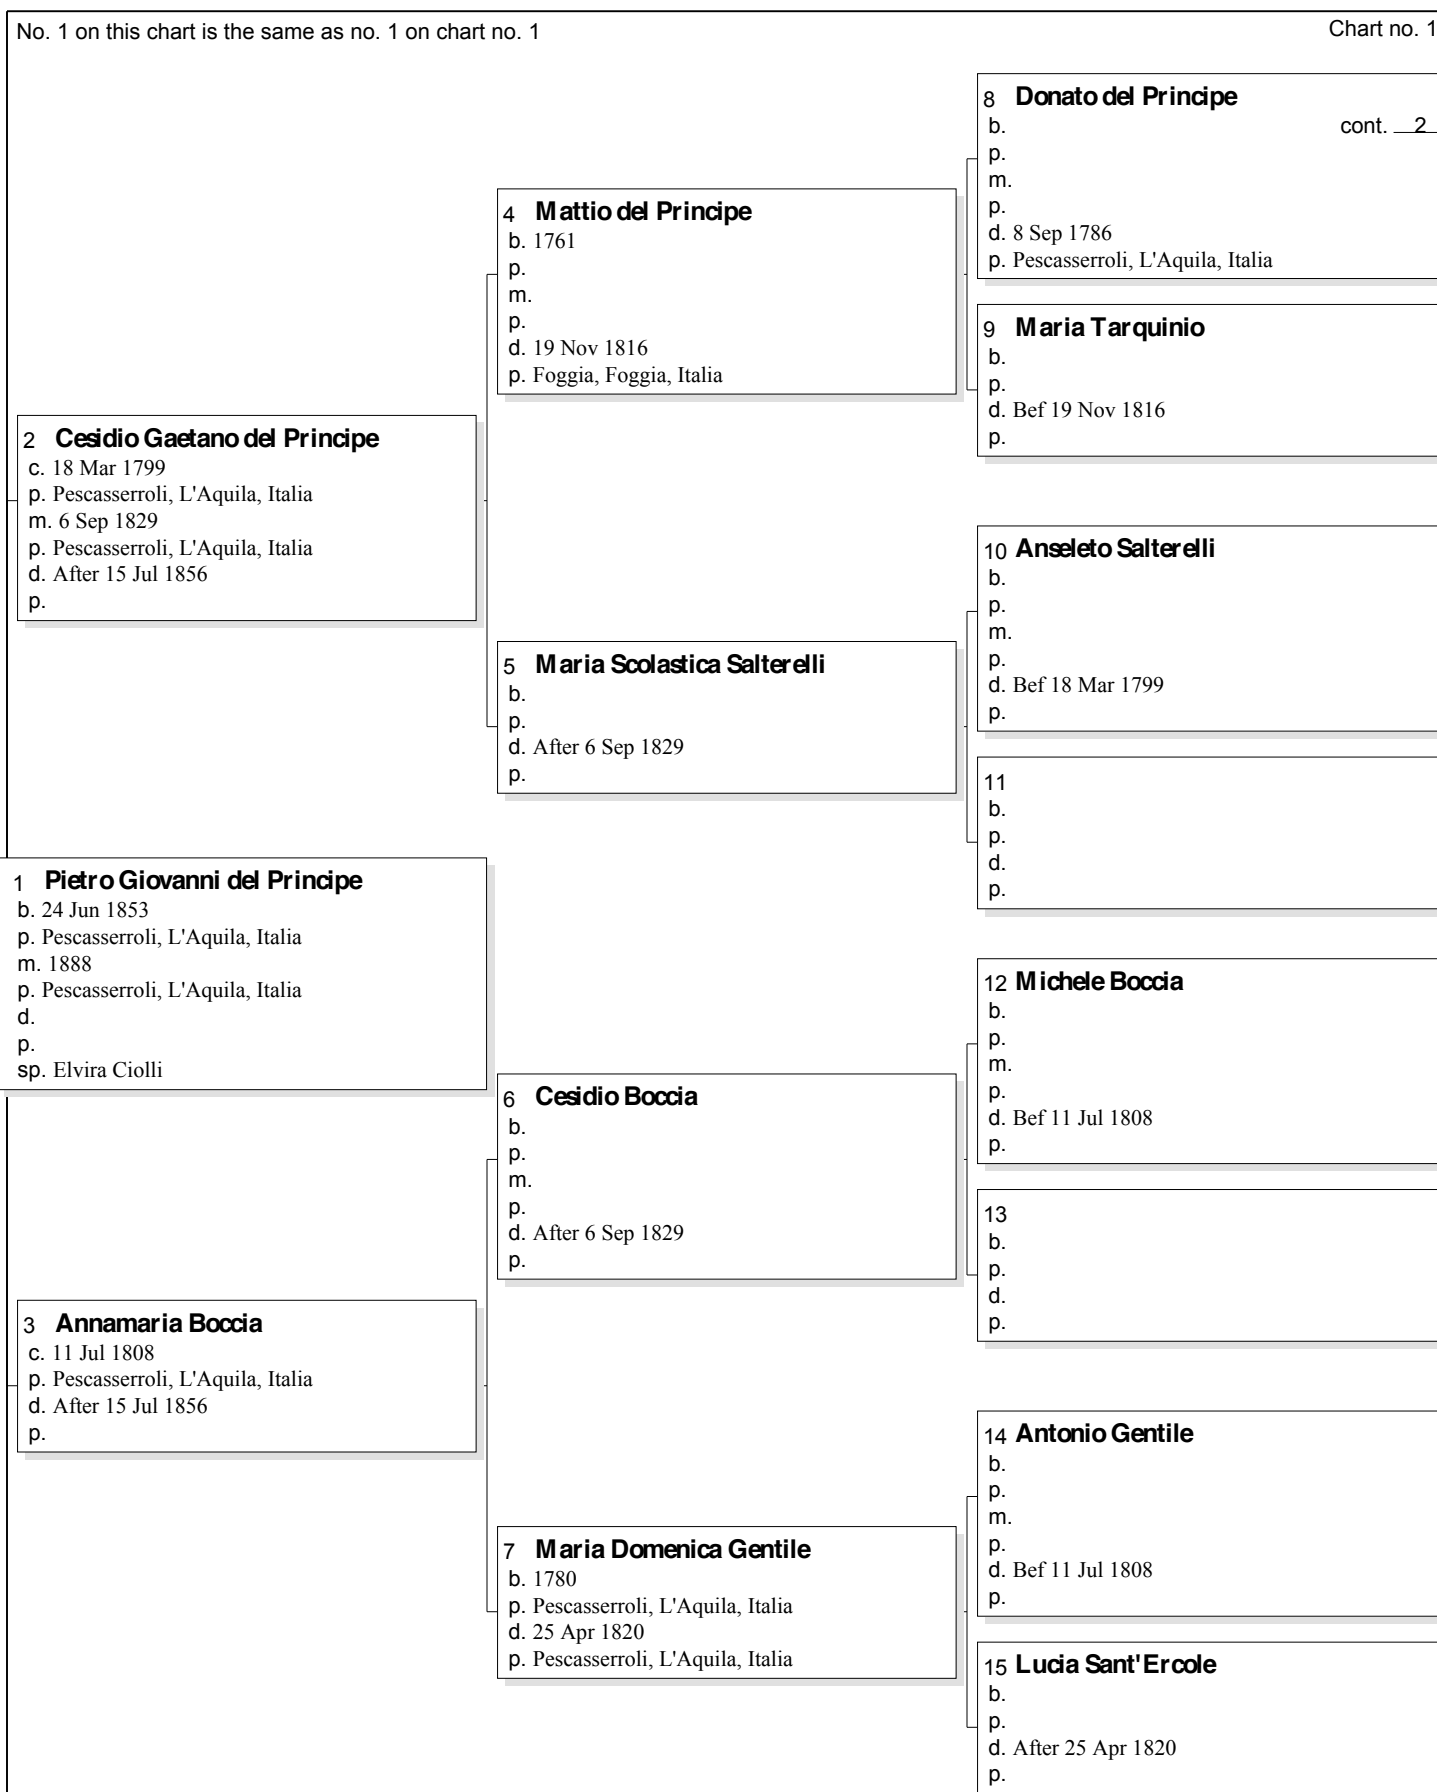 No. 1 on this chart is the same as no. 1 on chart no. 1
Chart no. 1
8 Donato del Principe
b.
cont. 2
p.
m.
p.
d. 8 Sep 1786
p. Pescasserroli, L'Aquila, Italia
4 Mattio del Principe
b. 1761
p.
m.
p.
d. 19 Nov 1816
p. Foggia, Foggia, Italia
9 Maria Tarquinio
b.
p.
d. Bef 19 Nov 1816
p.
2 Cesidio Gaetano del Principe
c. 18 Mar 1799
p. Pescasserroli, L'Aquila, Italia
m. 6 Sep 1829
p. Pescasserroli, L'Aquila, Italia
d. After 15 Jul 1856
p.
10 Anseleto Salterelli
b.
p.
m.
p.
d. Bef 18 Mar 1799
p.
5 Maria Scolastica Salterelli
b.
p.
d. After 6 Sep 1829
p.
11
b.
p.
d.
p.
1 Pietro Giovanni del Principe
b. 24 Jun 1853
p. Pescasserroli, L'Aquila, Italia
m. 1888
p. Pescasserroli, L'Aquila, Italia
d.
p.
sp. Elvira Ciolli
12 Michele Boccia
b.
p.
m.
p.
d. Bef 11 Jul 1808
p.
6 Cesidio Boccia
b.
p.
m.
p.
d. After 6 Sep 1829
p.
13
b.
p.
d.
p.
3 Annamaria Boccia
c. 11 Jul 1808
p. Pescasserroli, L'Aquila, Italia
d. After 15 Jul 1856
p.
14 Antonio Gentile
b.
p.
m.
p.
d. Bef 11 Jul 1808
p.
7 Maria Domenica Gentile
b. 1780
p. Pescasserroli, L'Aquila, Italia
d. 25 Apr 1820
p. Pescasserroli, L'Aquila, Italia
15 Lucia Sant'Ercole
b.
p.
d. After 25 Apr 1820
p.